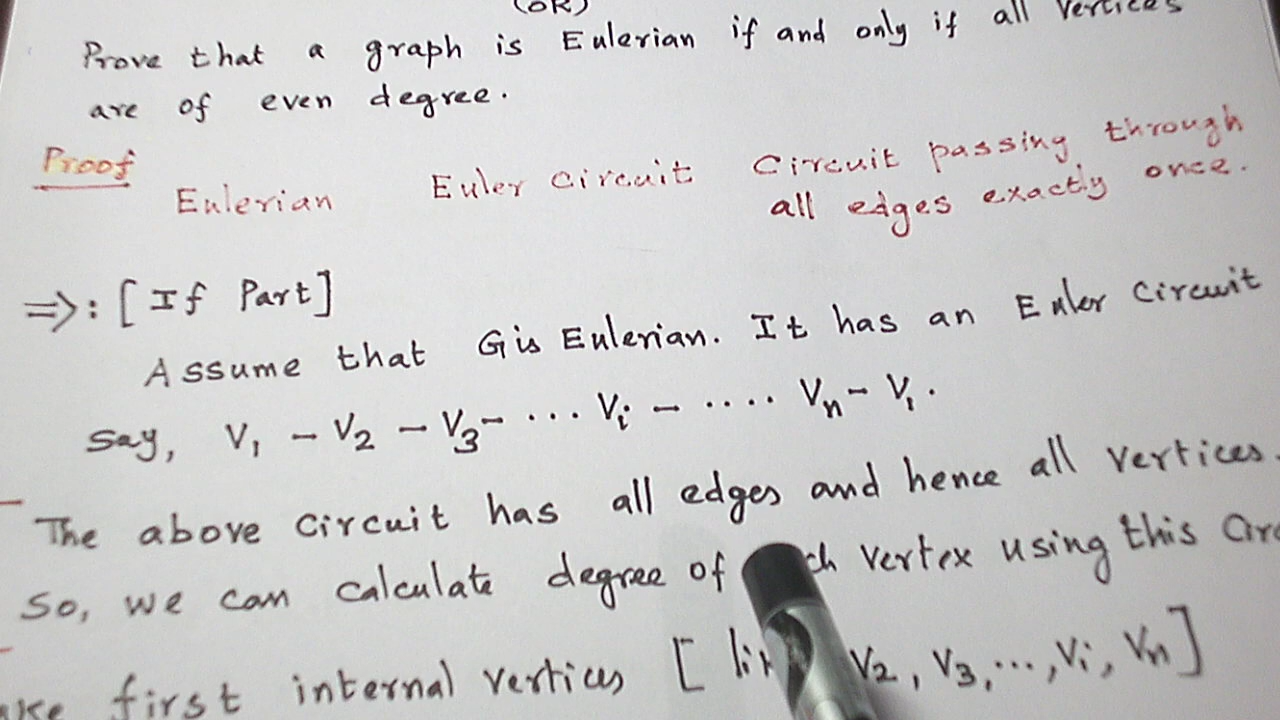 (OR)
Prove that a graph is Eulerian if and only if all vertices
are of even degree.
Proof
Eulerian Euler circuit Circuit passing through
all edges exactly once.
⇒: [If Part]
Assume that G is Eulerian. It has an Euler Circuit
say, V₁ - V₂ - V₃ - ... Vᵢ - .... Vₙ - V₁.
The above circuit has all edges and hence all vertices.
So, we can calculate degree of ch vertex using this
first internal vertices [ V₂, V₃, ..., Vᵢ, Vₙ]